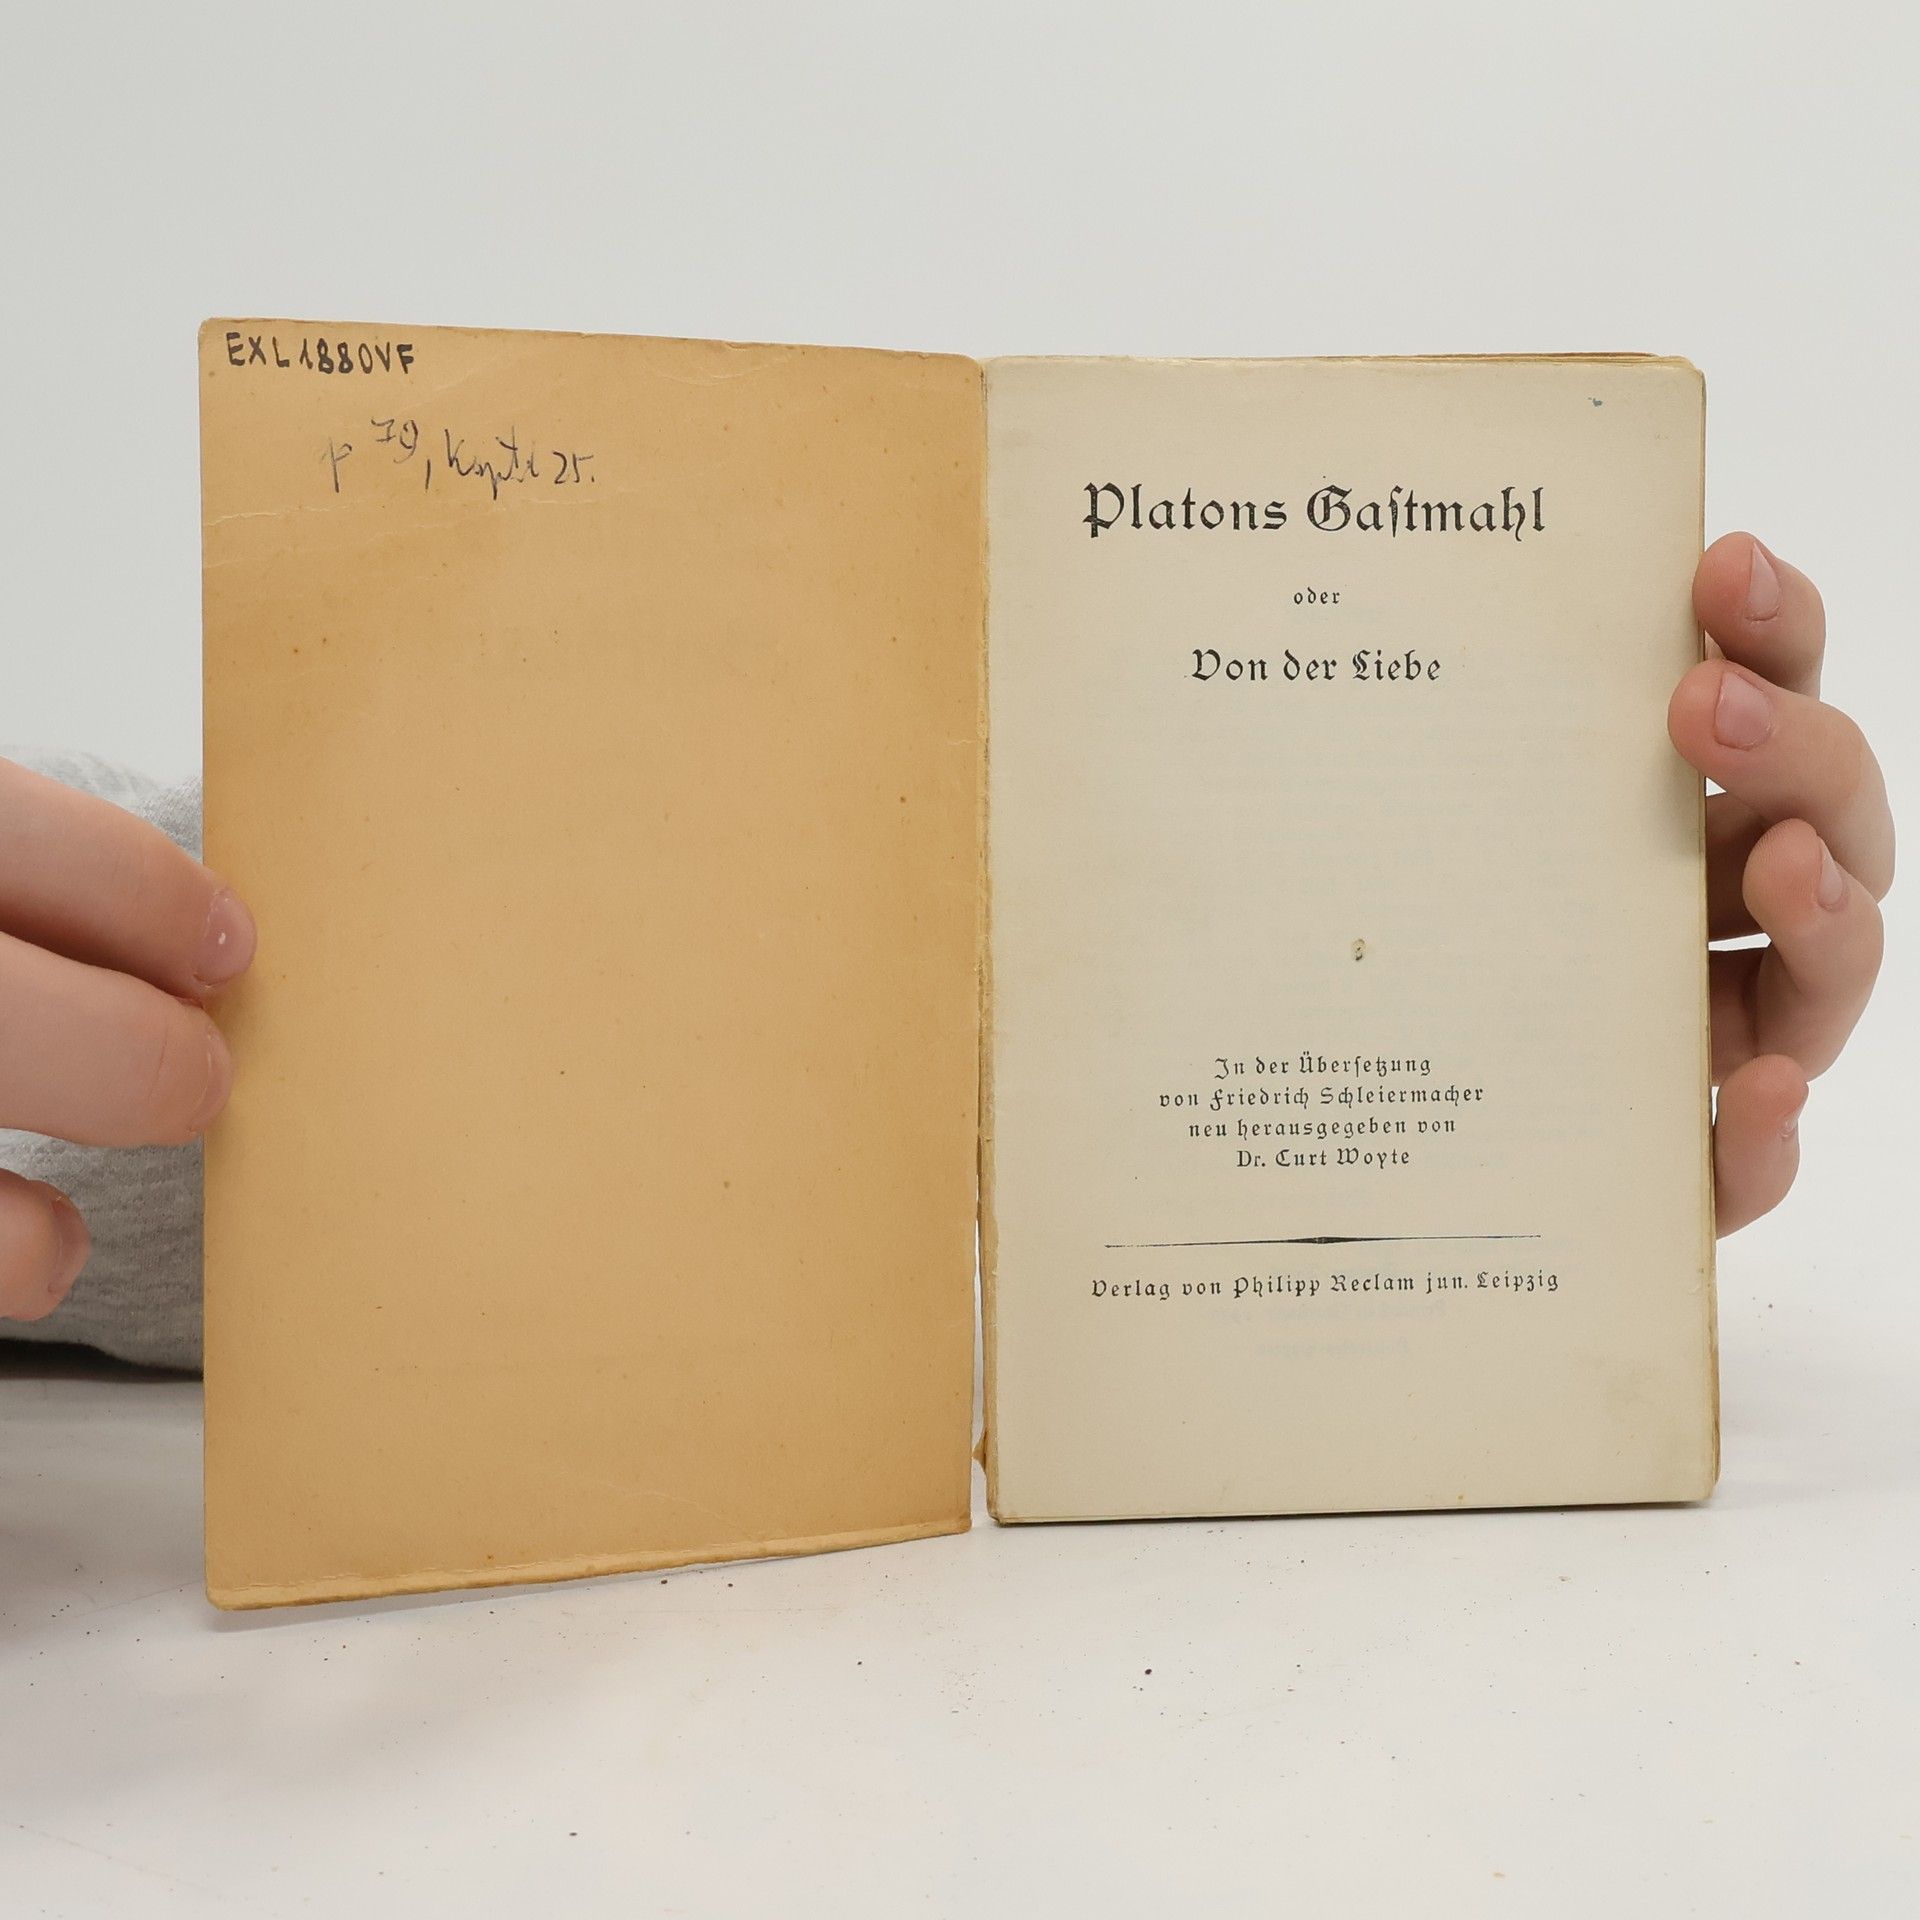 EXL1880VF
p 79, Kapitel 25.
Platons Gaſtmahl
oder
Von der Liebe
In der Überſetzung
von Friedrich Schleiermacher
neu herausgegeben von
Dr. Curt Woyte
Verlag von Philipp Reclam jun. Leipzig